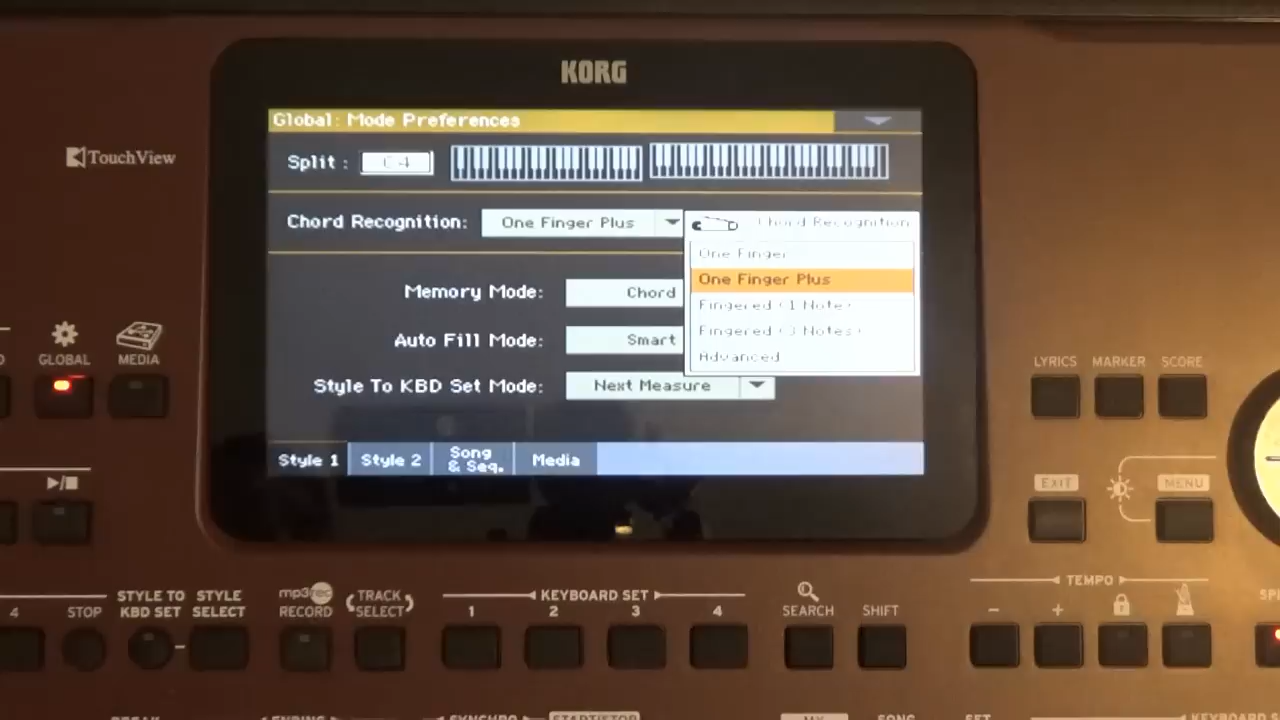 KORG
TouchView
Global: Mode Preferences
Split : C4
Chord Recognition: One Finger Plus
Chord Recognition
One Finger
One Finger Plus
Fingered (1 Note)
Fingered (3 Notes)
Advanced
Memory Mode: Chord
Auto Fill Mode: Smart
Style To KBD Set Mode: Next Measure
Style 1 Style 2 Song & Seq. Media
GLOBAL MEDIA
LYRICS MARKER SCORE
EXIT MENU
TEMPO
- +
4 STOP
STYLE TO KBD SET
STYLE SELECT
mp3rec RECORD
TRACK SELECT
KEYBOARD SET
1 2 3 4
SEARCH SHIFT